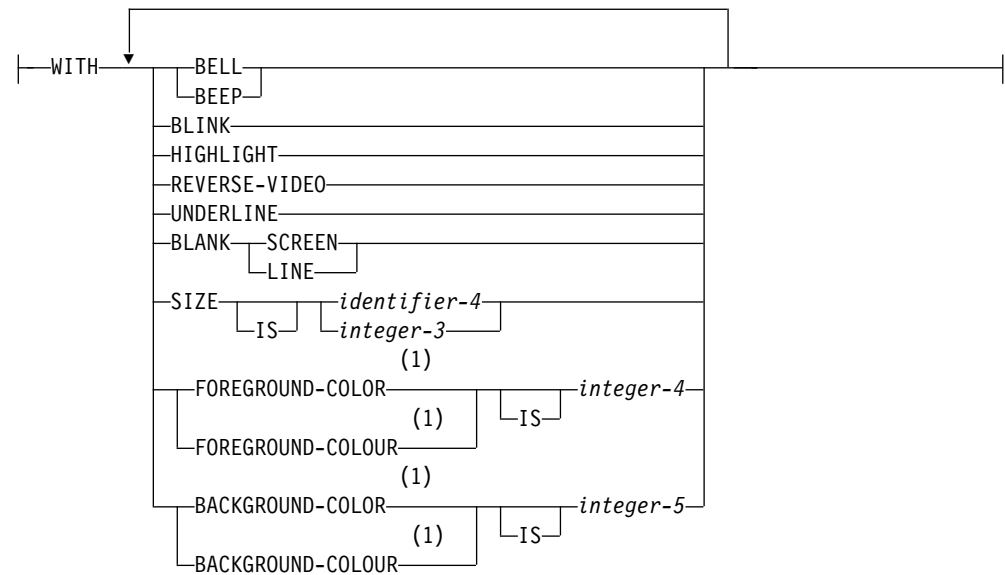 WITH BELL
BEEP
BLINK
HIGHLIGHT
REVERSE-VIDEO
UNDERLINE
BLANK SCREEN
LINE
SIZE identifier-4
IS integer-3
(1)
FOREGROUND-COLOR integer-4
(1) IS
FOREGROUND-COLOUR
(1)
BACKGROUND-COLOR integer-5
(1) IS
BACKGROUND-COLOUR